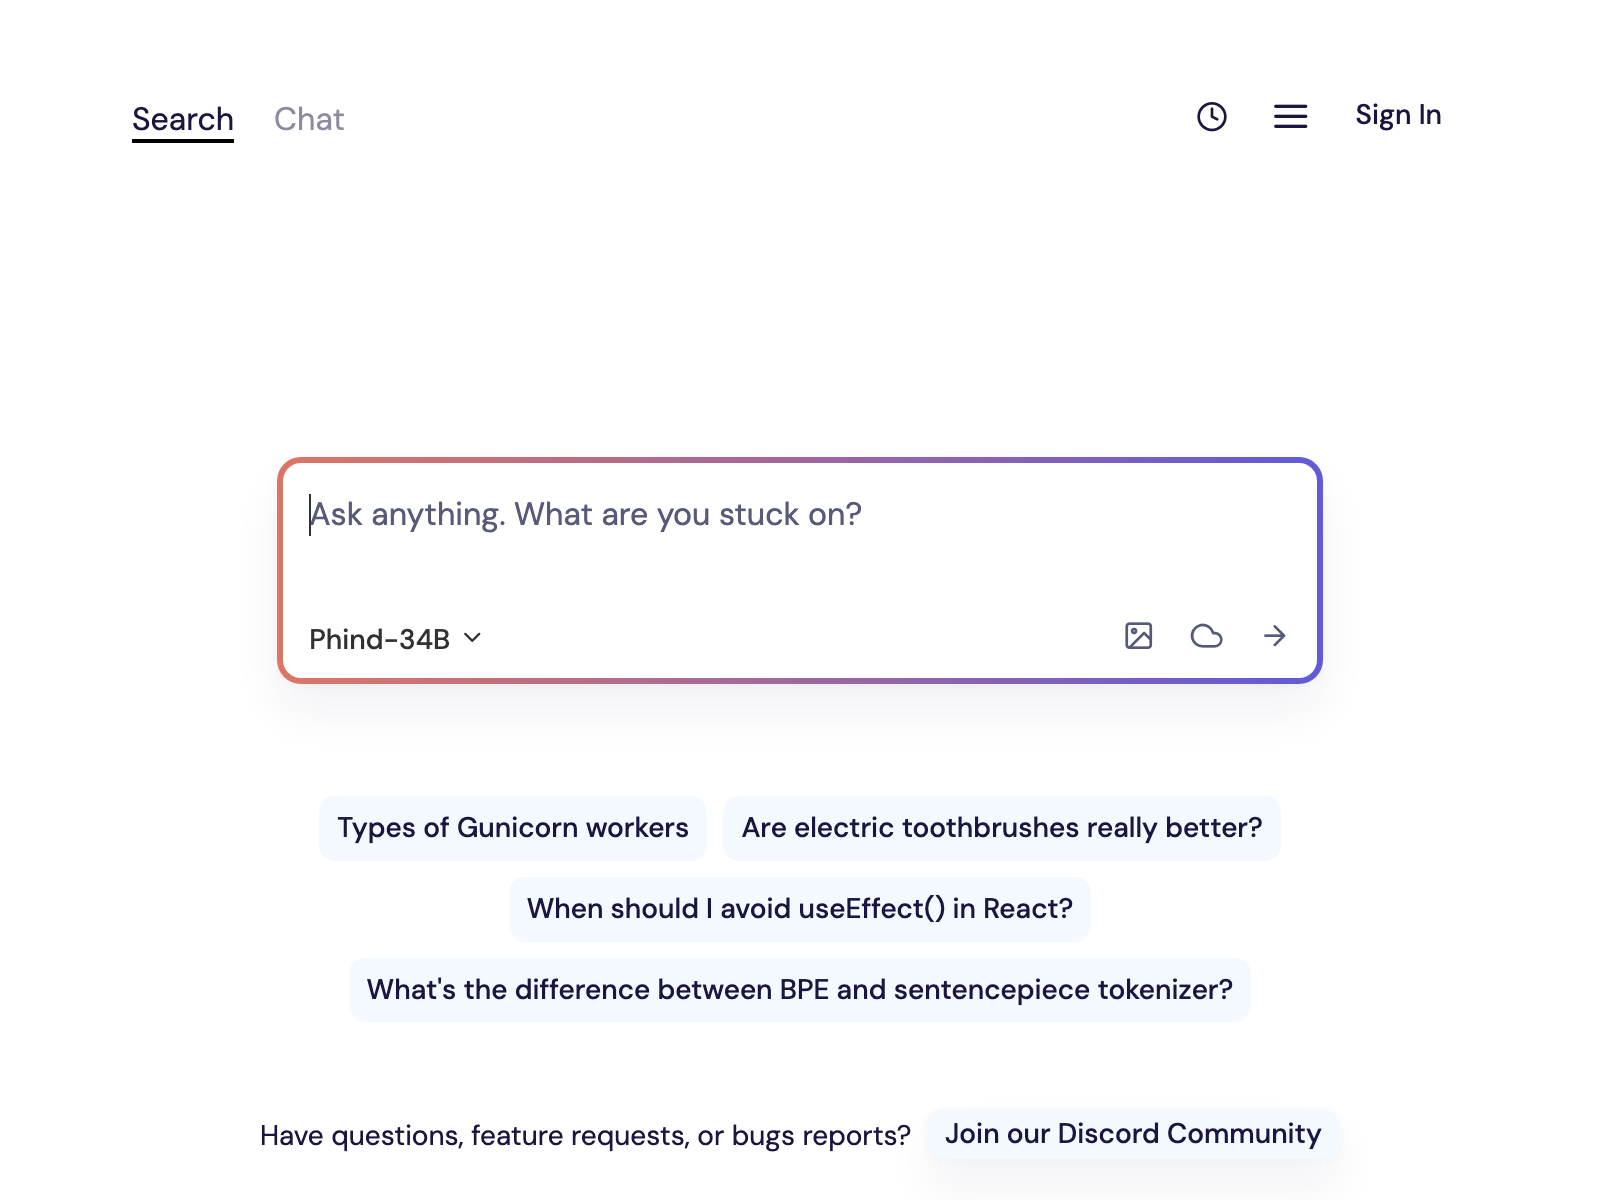 Search Chat Sign In
Ask anything. What are you stuck on?
Phind-34B
Types of Gunicorn workers Are electric toothbrushes really better?
When should I avoid useEffect() in React?
What's the difference between BPE and sentencepiece tokenizer?
Have questions, feature requests, or bugs reports? Join our Discord Community